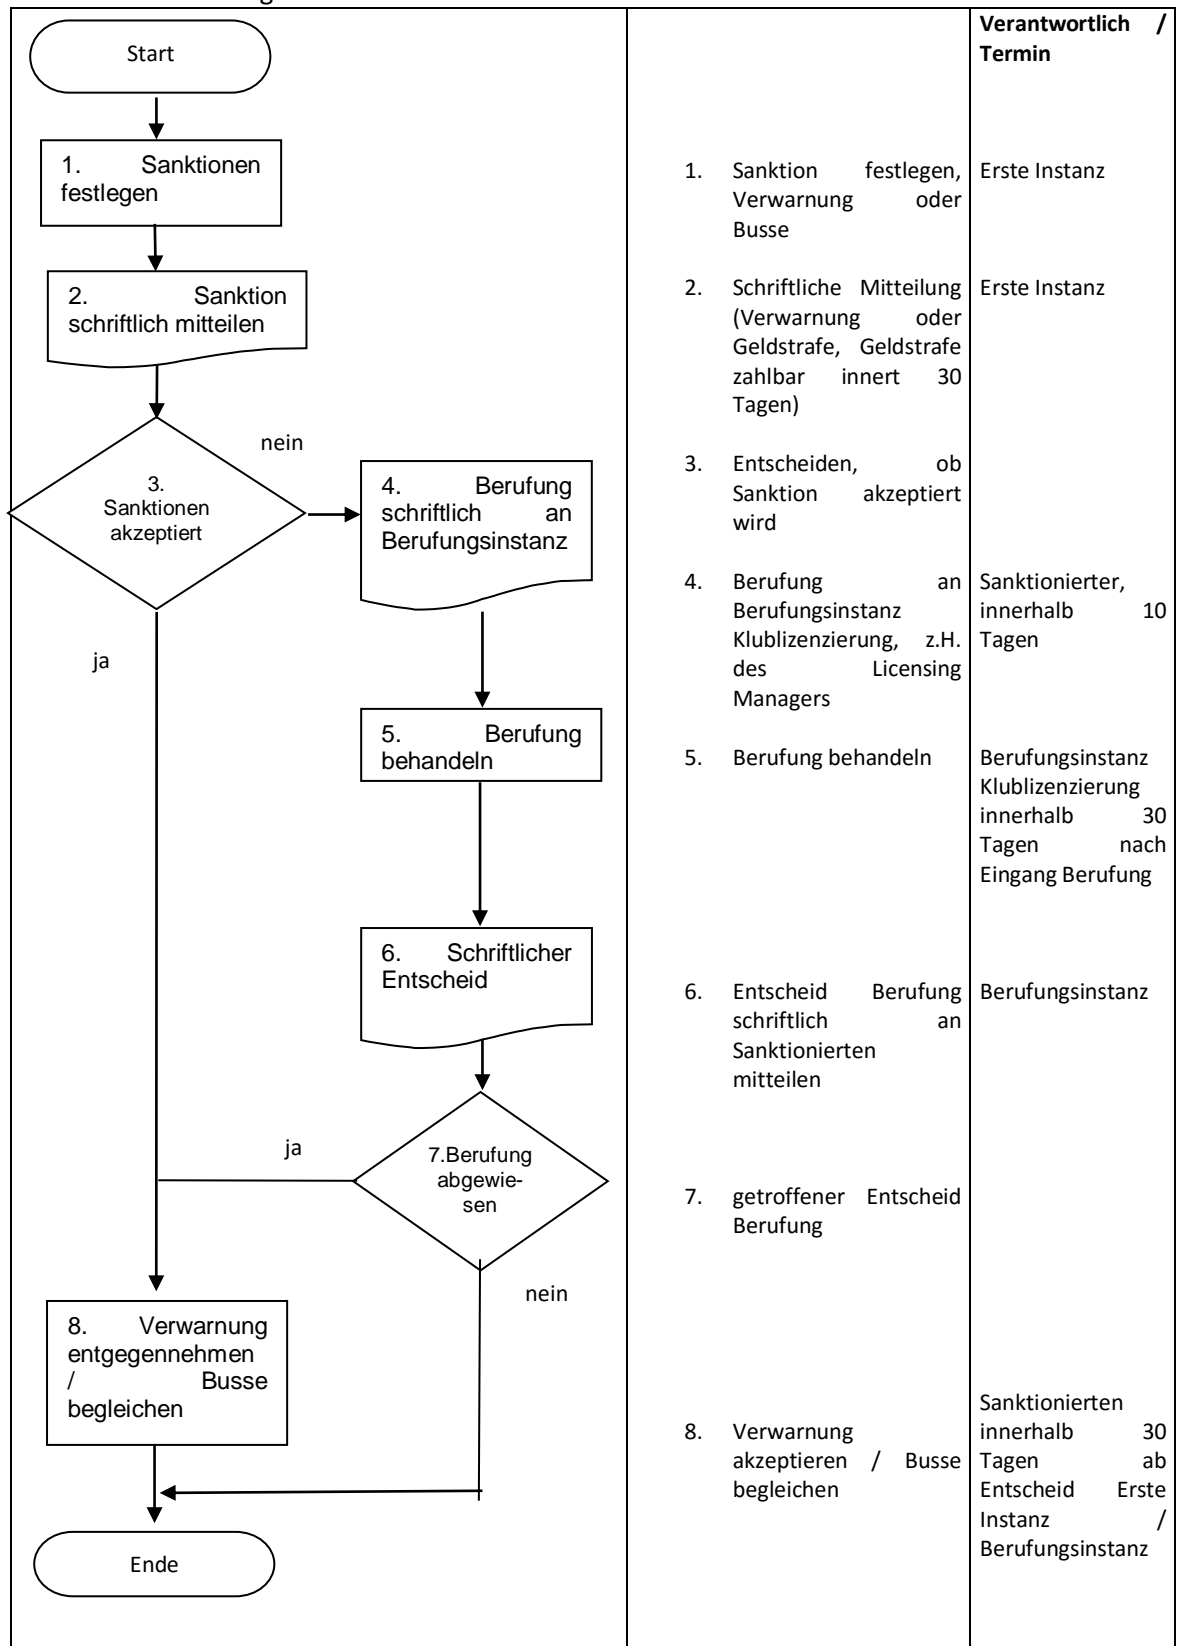 Verantwortlich /
Termin
Start
1. Sanktionen
festlegen
2. Sanktion
schriftlich mitteilen
nein
3.
Sanktionen
akzeptiert
4. Berufung
schriftlich an
Berufungsinstanz
ja
5. Berufung
behandeln
6. Schriftlicher
Entscheid
ja
7.Berufung
abgewie-
sen
nein
8. Verwarnung
entgegennehmen
/ Busse
begleichen
Ende
1. Sanktion festlegen,
Verwarnung oder
Busse
Erste Instanz
2. Schriftliche Mitteilung
(Verwarnung oder
Geldstrafe, Geldstrafe
zahlbar innert 30
Tagen)
Erste Instanz
3. Entscheiden, ob
Sanktion akzeptiert
wird
4. Berufung an
Berufungsinstanz
Klublizenzierung, z.H.
des Licensing
Managers
Sanktionierter,
innerhalb 10
Tagen
5. Berufung behandeln
Berufungsinstanz
Klublizenzierung
innerhalb 30
Tagen nach
Eingang Berufung
6. Entscheid Berufung
schriftlich an
Sanktionierten
mitteilen
Berufungsinstanz
7. getroffener Entscheid
Berufung
8. Verwarnung
akzeptieren / Busse
begleichen
Sanktionierten
innerhalb 30
Tagen ab
Entscheid Erste
Instanz /
Berufungsinstanz